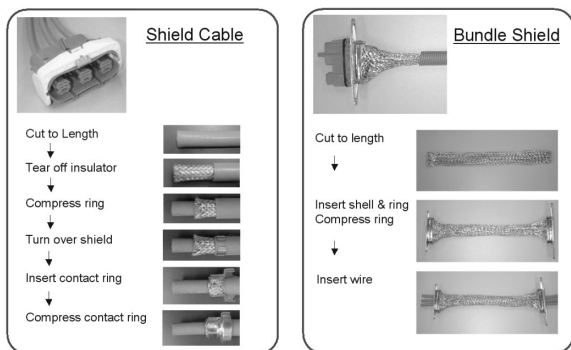 Shield Cable
Cut to Length
Tear off insulator
Compress ring
Turn over shield
Insert contact ring
Compress contact ring
Bundle Shield
Cut to length
Insert shell & ring
Compress ring
Insert wire